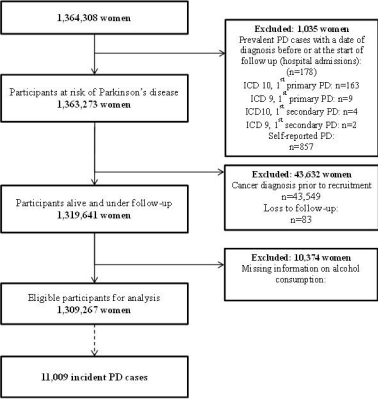 1,364,308 women
Excluded: 1,035 women
Prevalent PD cases with a date of
diagnosis before or at the start of
follow up (hospital admissions):
(n=178)
ICD 10, 1st primary PD: n=163
ICD 9, 1st primary PD: n=9
ICD10, 1st secondary PD: n=4
ICD 9, 1st secondary PD: n=2
Self-reported PD:
n=857
Participants at risk of Parkinson's disease
1,363,273 women
Excluded: 43,632 women
Cancer diagnosis prior to recruitment
n=43,549
Loss to follow-up:
n=83
Participants alive and under follow-up
1,319,641 women
Excluded: 10,374 women
Missing information on alcohol
consumption:
Eligible participants for analysis
1,309,267 women
11,009 incident PD cases